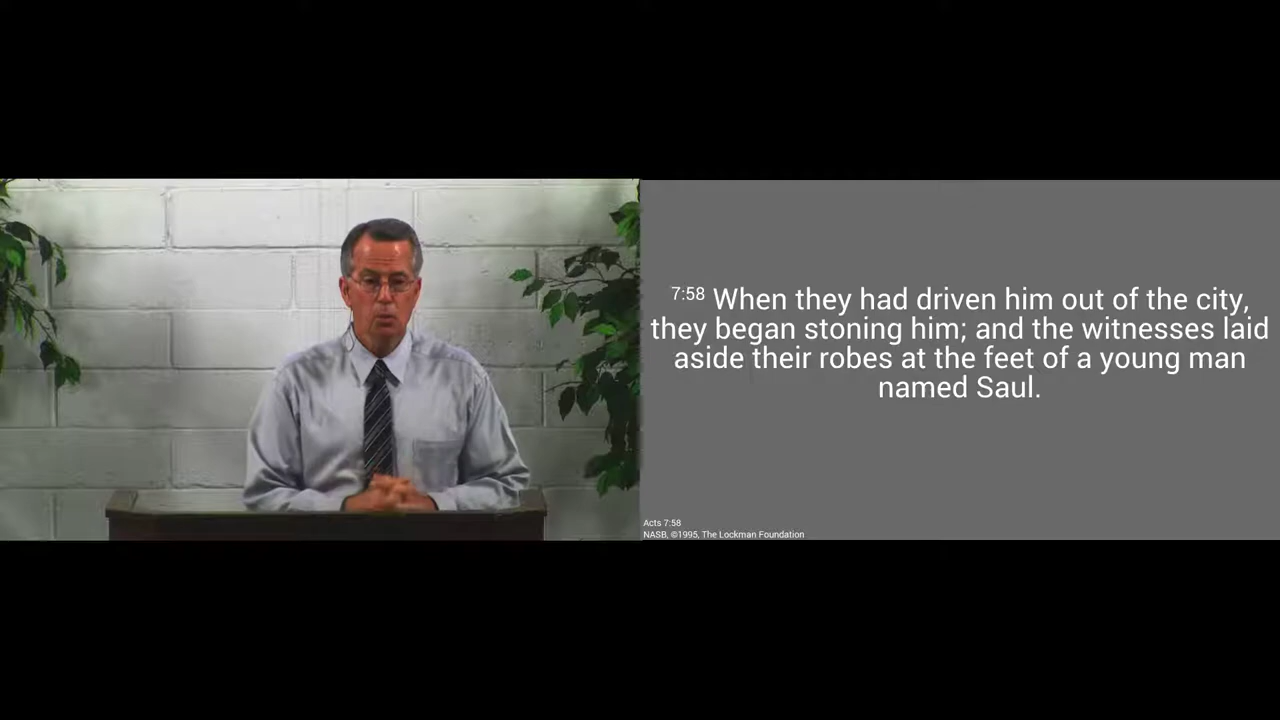 7:58 When they had driven him out of the city,
they began stoning him; and the witnesses laid
aside their robes at the feet of a young man
named Saul.
Acts 7:58
NASB, ©1995, The Lockman Foundation